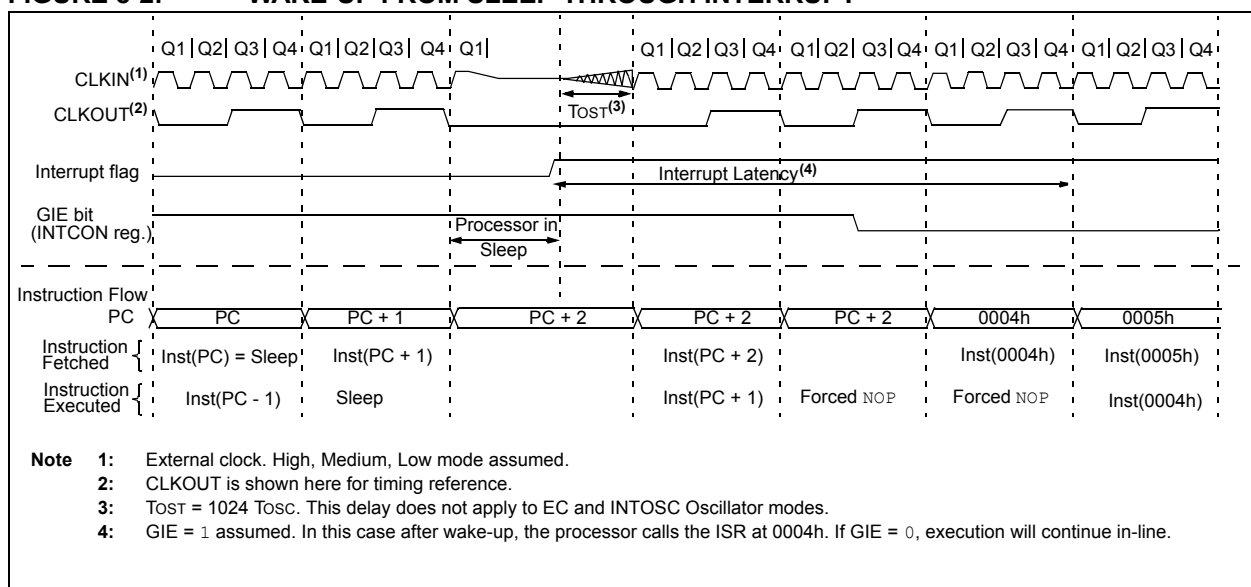 Q1 Q2 Q3 Q4 Q1 Q2 Q3 Q4 Q1 Q1 Q2 Q3 Q4 Q1 Q2 Q3 Q4 Q1 Q2 Q3 Q4 Q1 Q2 Q3 Q4
CLKIN(1)
CLKOUT(2)
TOST(3)
Interrupt flag
Interrupt Latency(4)
GIE bit
(INTCON reg.)
Processor in
Sleep
Instruction Flow
PC PC PC + 1 PC + 2 PC + 2 PC + 2 0004h 0005h
Instruction
Fetched
Inst(PC) = Sleep Inst(PC + 1) Inst(PC + 2) Inst(0004h) Inst(0005h)
Instruction
Executed
Inst(PC - 1) Sleep Inst(PC + 1) Forced NOP Forced NOP Inst(0004h)
Note 1: External clock. High, Medium, Low mode assumed.
2: CLKOUT is shown here for timing reference.
3: TOST = 1024 TOSC. This delay does not apply to EC and INTOSC Oscillator modes.
4: GIE = 1 assumed. In this case after wake-up, the processor calls the ISR at 0004h. If GIE = 0, execution will continue in-line.